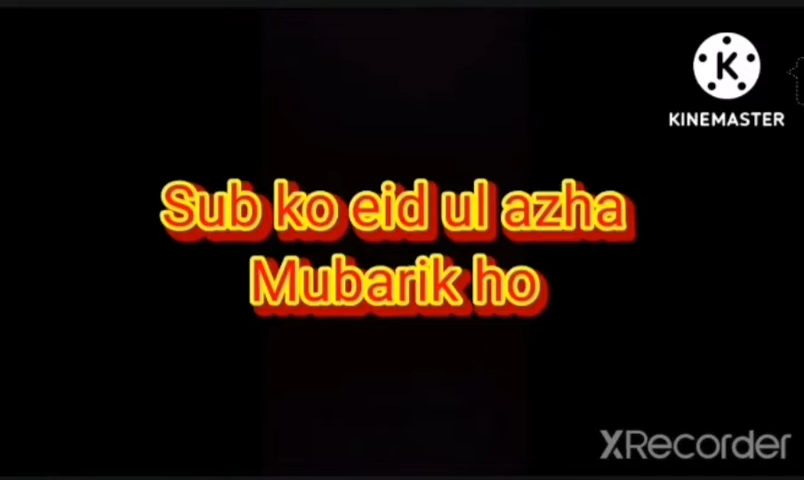 K
KINEMASTER
Sub ko eid ul azha
Mubarik ho
XRecorder